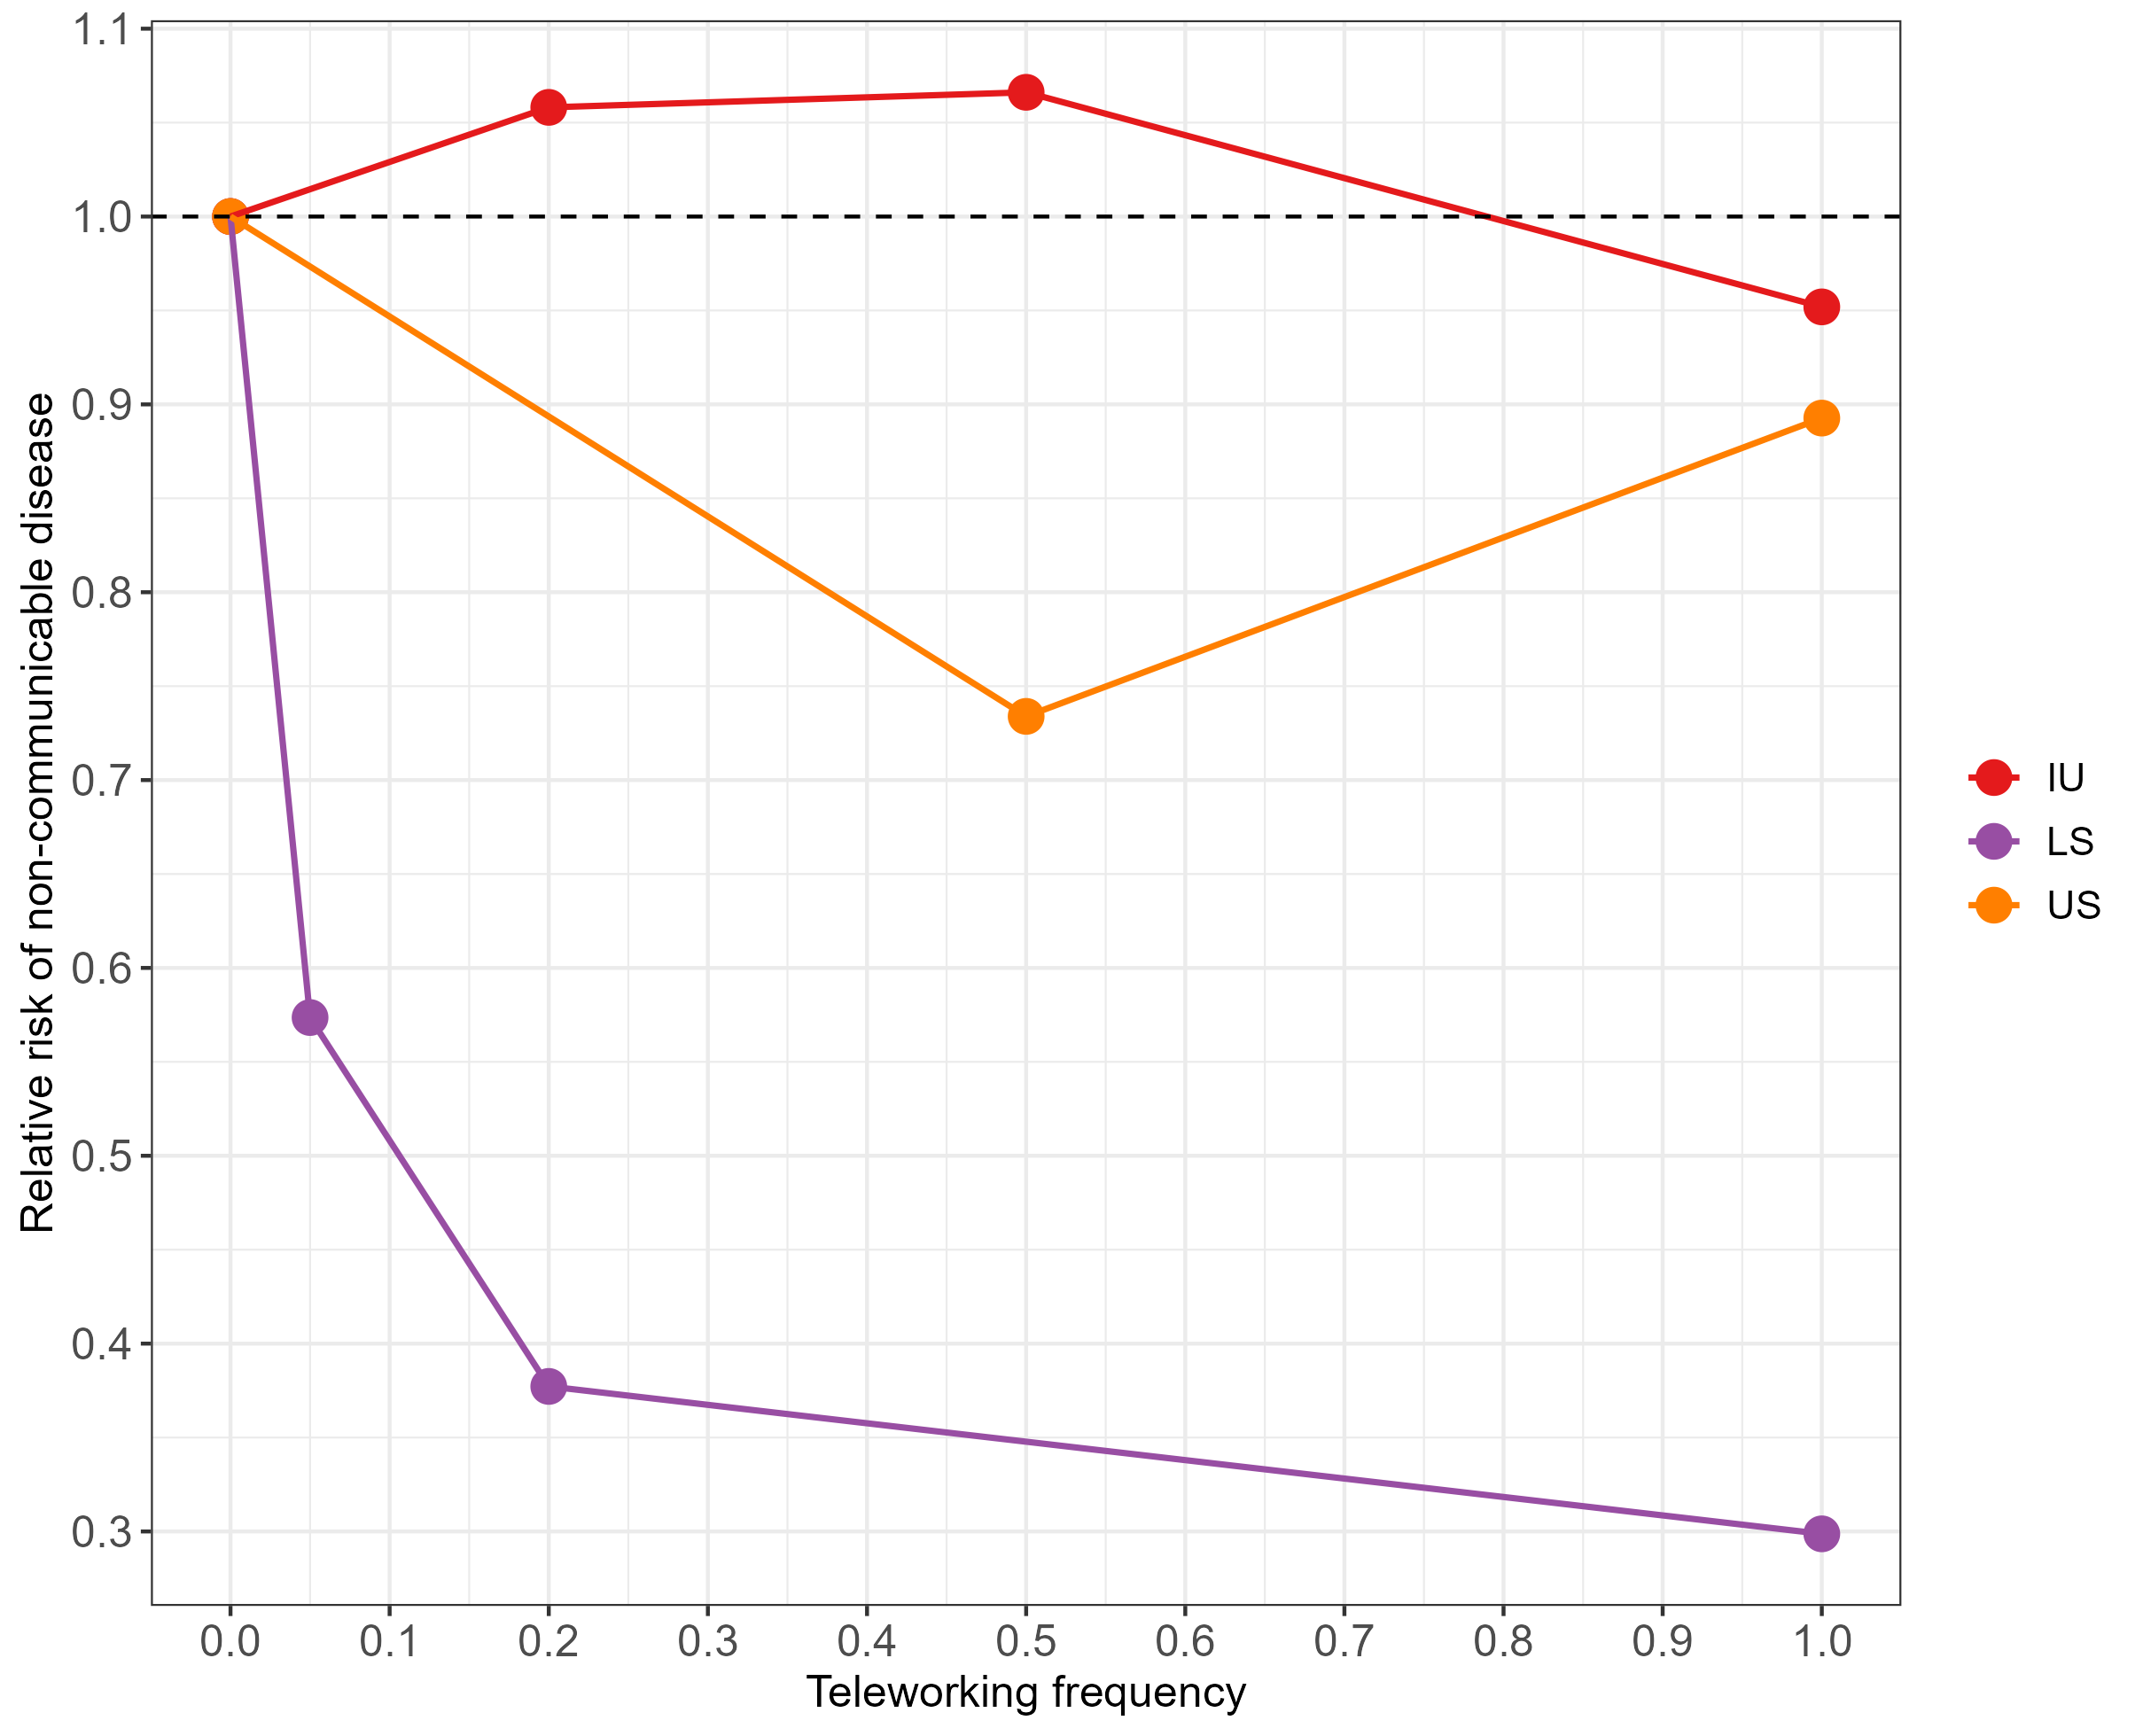 Relative risk of non-communicable disease
1.1
1.0
0.9
0.8
0.7
0.6
0.5
0.4
0.3
0.0 0.1 0.2 0.3 0.4 0.5 0.6 0.7 0.8 0.9 1.0
Teleworking frequency
IU
LS
US